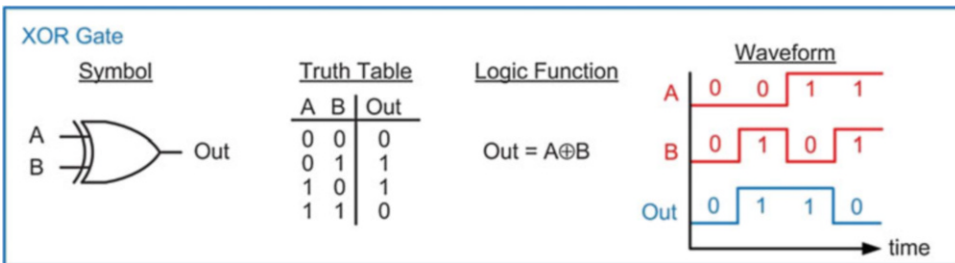 XOR Gate
Symbol
A
B
Out
Truth Table
A B Out
0 0 0
0 1 1
1 0 1
1 1 0
Logic Function
Out = A⊕B
Waveform
A 0 0 1 1
B 0 1 0 1
Out 0 1 1 0
time